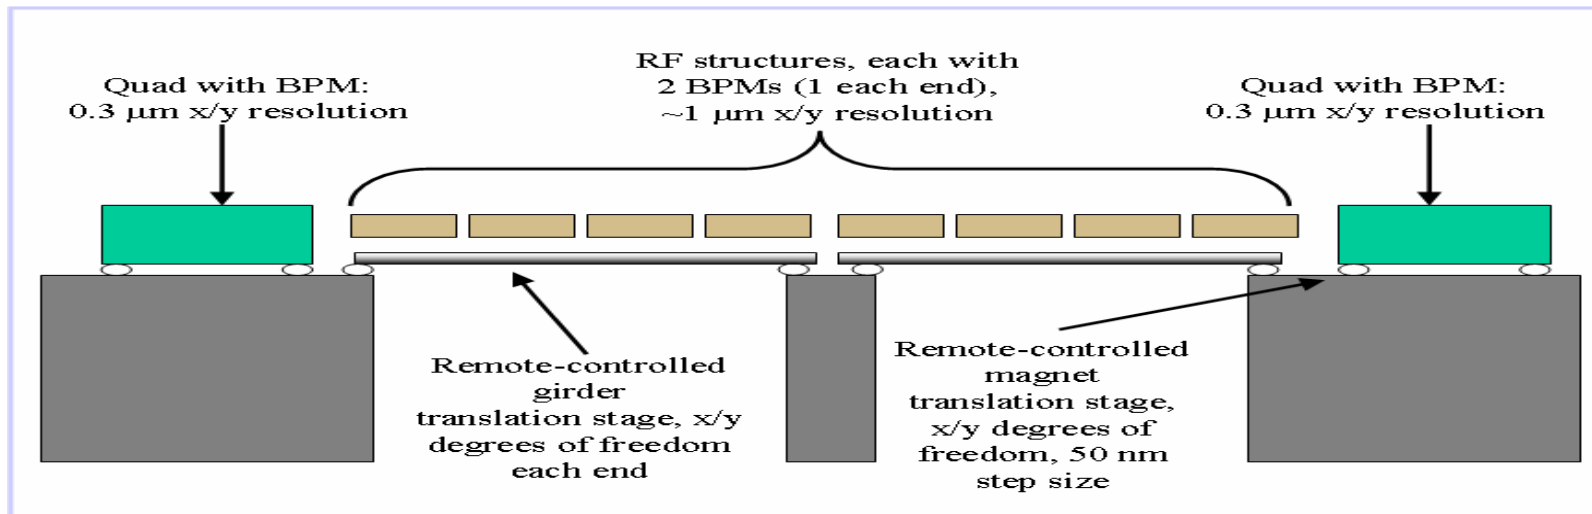 Quad with BPM:
0.3 μm x/y resolution
RF structures, each with
2 BPMs (1 each end),
~1 μm x/y resolution
Quad with BPM:
0.3 μm x/y resolution
Remote-controlled
girder
translation stage, x/y
degrees of freedom
each end
Remote-controlled
magnet
translation stage,
x/y degrees of
freedom, 50 nm
step size